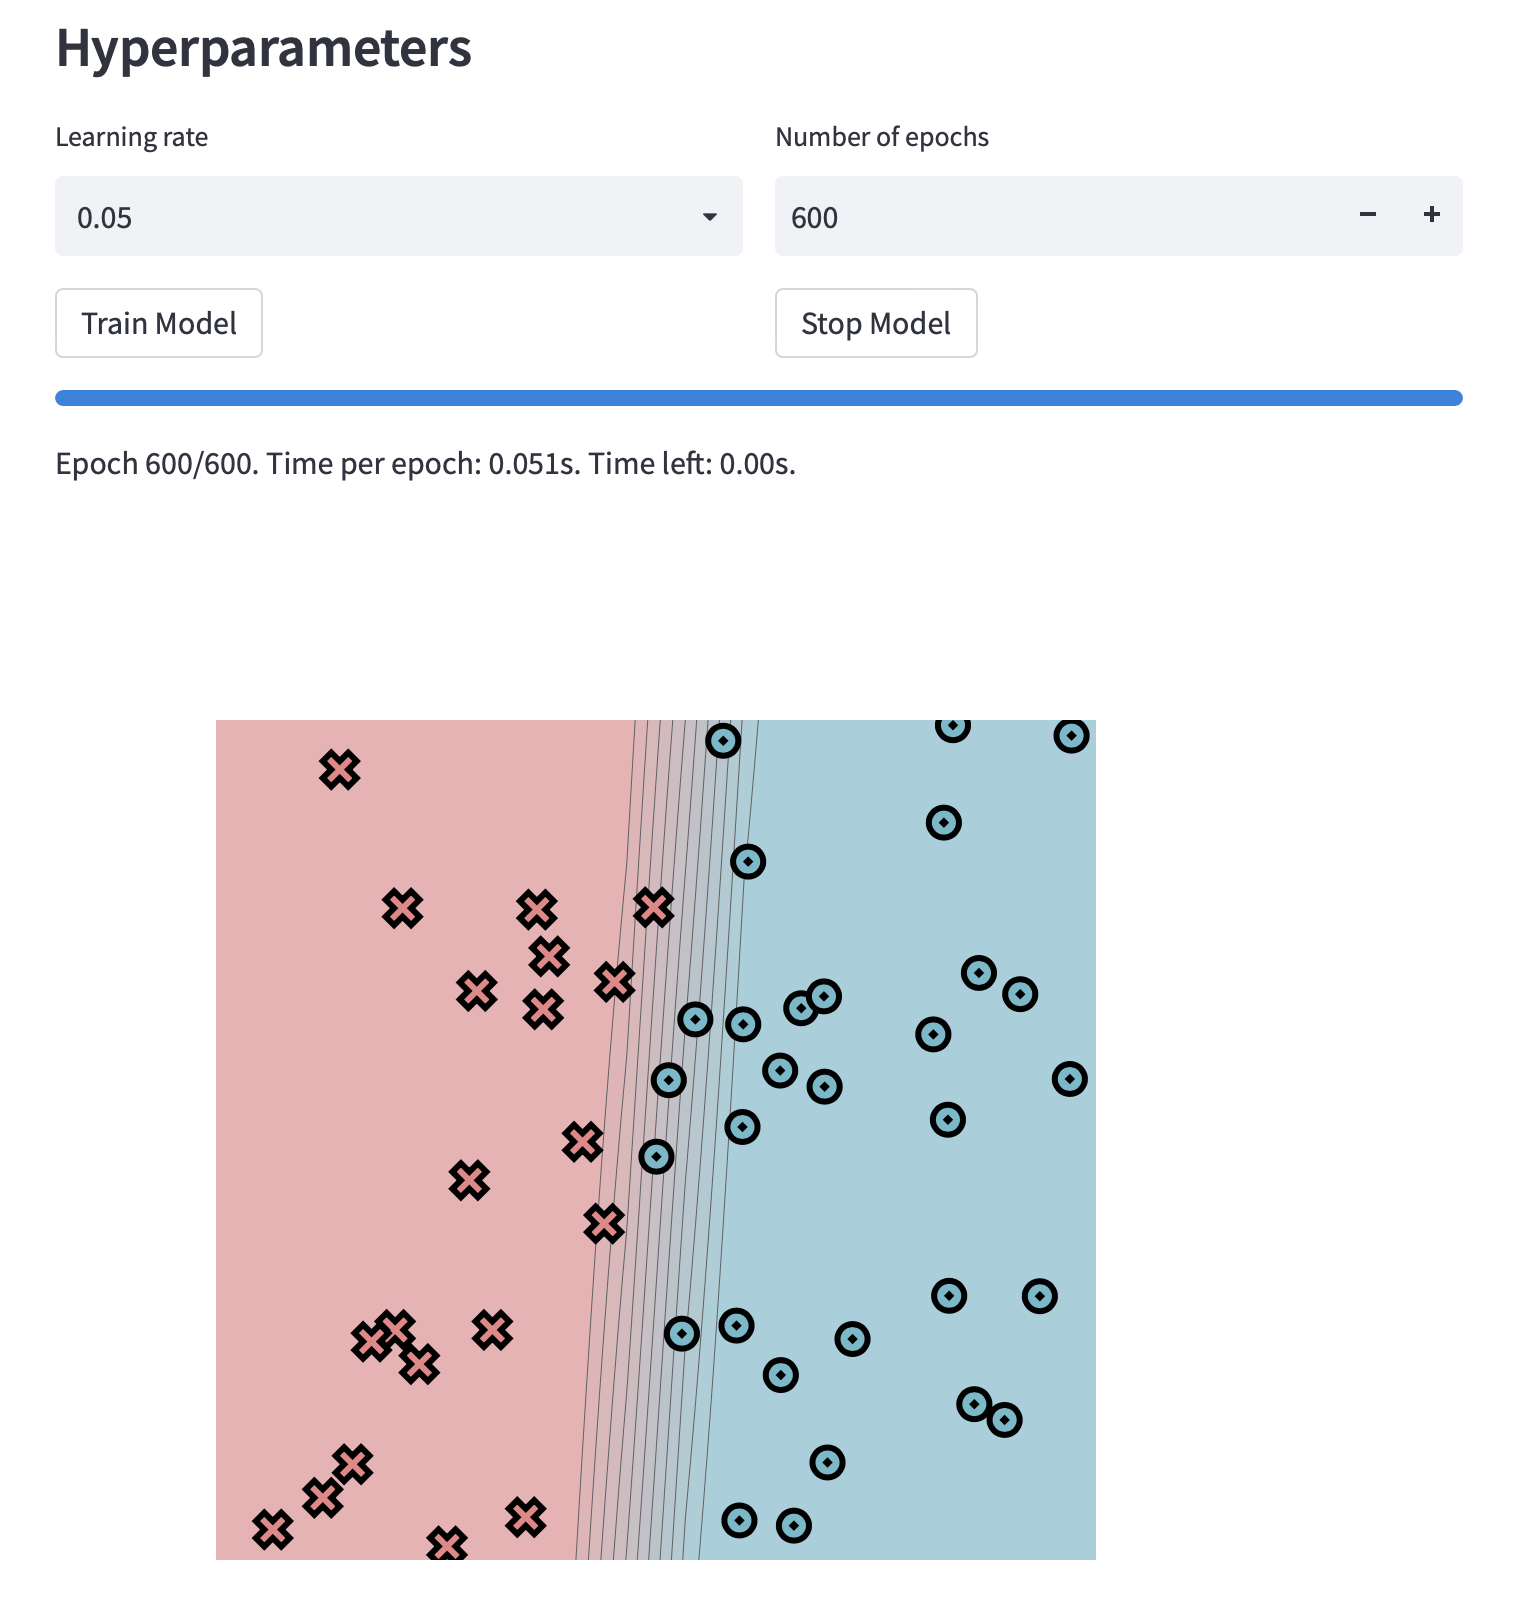 Hyperparameters
Learning rate
Number of epochs
0.05
600
Train Model
Stop Model
Epoch 600/600. Time per epoch: 0.051s. Time left: 0.00s.